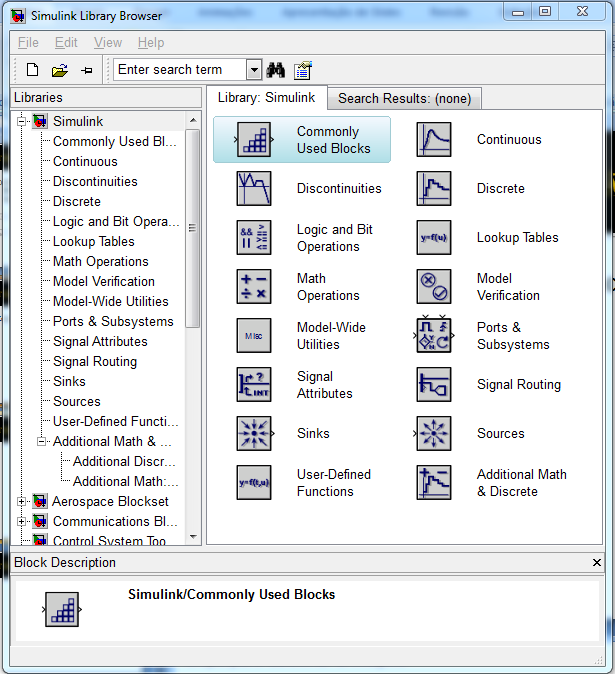 Simulink Library Browser
File Edit View Help
Enter search term
Libraries
Library: Simulink
Search Results: (none)
Simulink
Commonly Used Bl...
Continuous
Discontinuities
Discrete
Logic and Bit Opera...
Lookup Tables
Math Operations
Model Verification
Model-Wide Utilities
Ports & Subsystems
Signal Attributes
Signal Routing
Sinks
Sources
User-Defined Functi...
Additional Math & ...
Additional Discr...
Additional Math:...
Aerospace Blockset
Communications Bl...
Control System Too
Commonly
Used Blocks
Continuous
Discontinuities
Discrete
&& >
|| >=
<=
Logic and Bit
Operations
y=f(u)
Lookup Tables
+ −
÷ ×
Math
Operations
Model
Verification
Misc
Model-Wide
Utilities
Y
N
Ports &
Subsystems
?
INT
Signal
Attributes
Signal Routing
Sinks
Sources
y=f(t,u)
User-Defined
Functions
+ −
Additional Math
& Discrete
Block Description
Simulink/Commonly Used Blocks